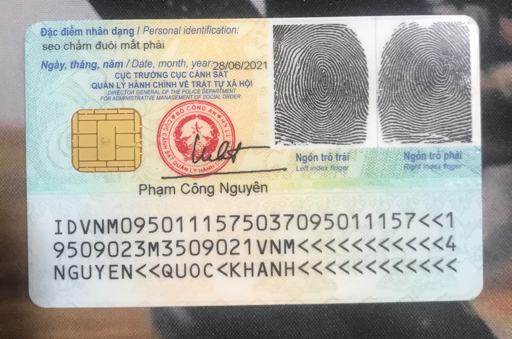 Đặc điểm nhân dạng / Personal identification:
sẹo chấm đuôi mắt phải
Ngày, tháng, năm / Date, month, year 28/06/2021
CỤC TRƯỞNG CỤC CẢNH SÁT
QUẢN LÝ HÀNH CHÍNH VỀ TRẬT TỰ XÃ HỘI
DIRECTOR GENERAL OF THE POLICE DEPARTMENT
FOR ADMINISTRATIVE MANAGEMENT OF SOCIAL ORDER
Phạm Công Nguyên
Ngón trỏ trái
Left index finger
Ngón trỏ phải
Right index finger
IDVNM0950111575037095011157<<1
9509023M3509021VNM<<<<<<<<<<<4
NGUYEN<<QUOC<KHANH<<<<<<<<<<<<